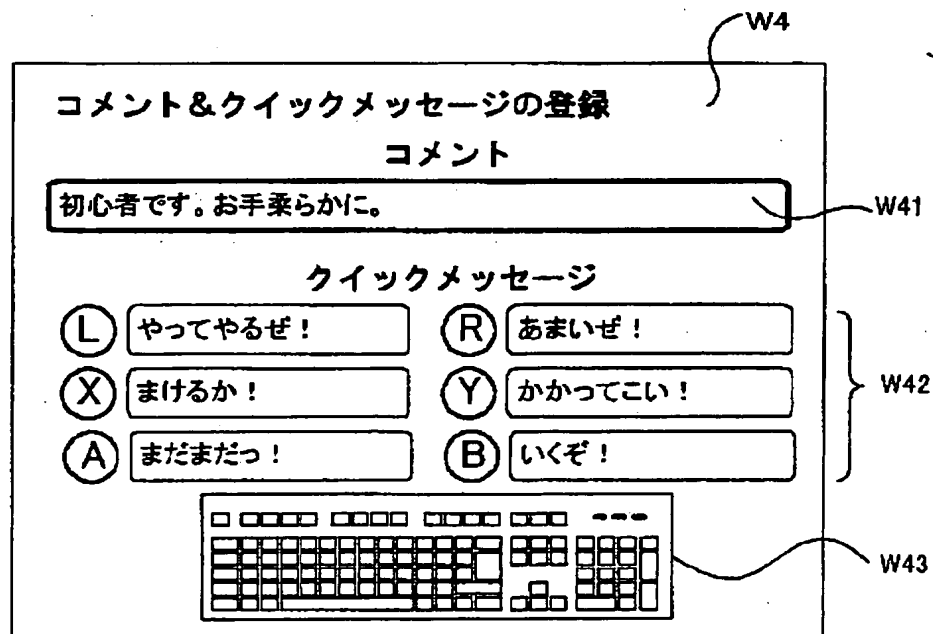 W4
コメント&クイックメッセージの登録
コメント
初心者です。お手柔らかに。
W41
クイックメッセージ
L やってやるぜ！ R あまいぜ！
X まけるか！ Y かかってこい！
W42
A まだまだっ！ B いくぞ！
W43